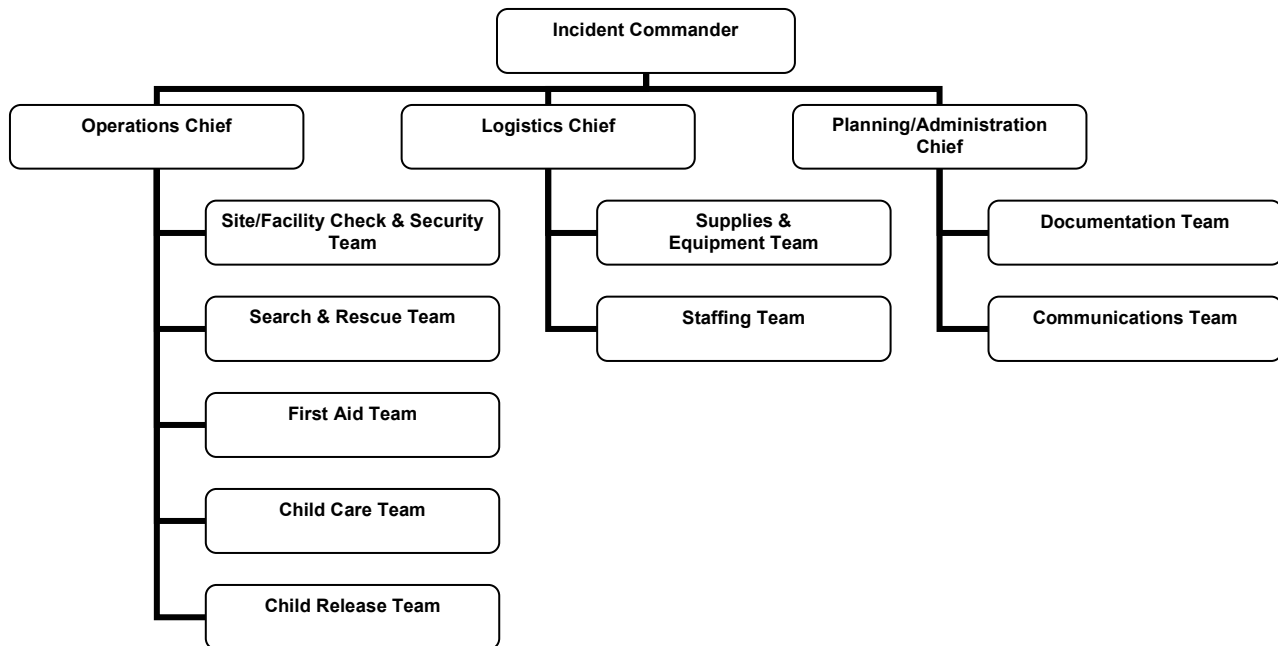 Incident Commander
Operations Chief
Logistics Chief
Planning/Administration
Chief
Site/Facility Check & Security
Team
Supplies &
Equipment Team
Documentation Team
Search & Rescue Team
Staffing Team
Communications Team
First Aid Team
Child Care Team
Child Release Team